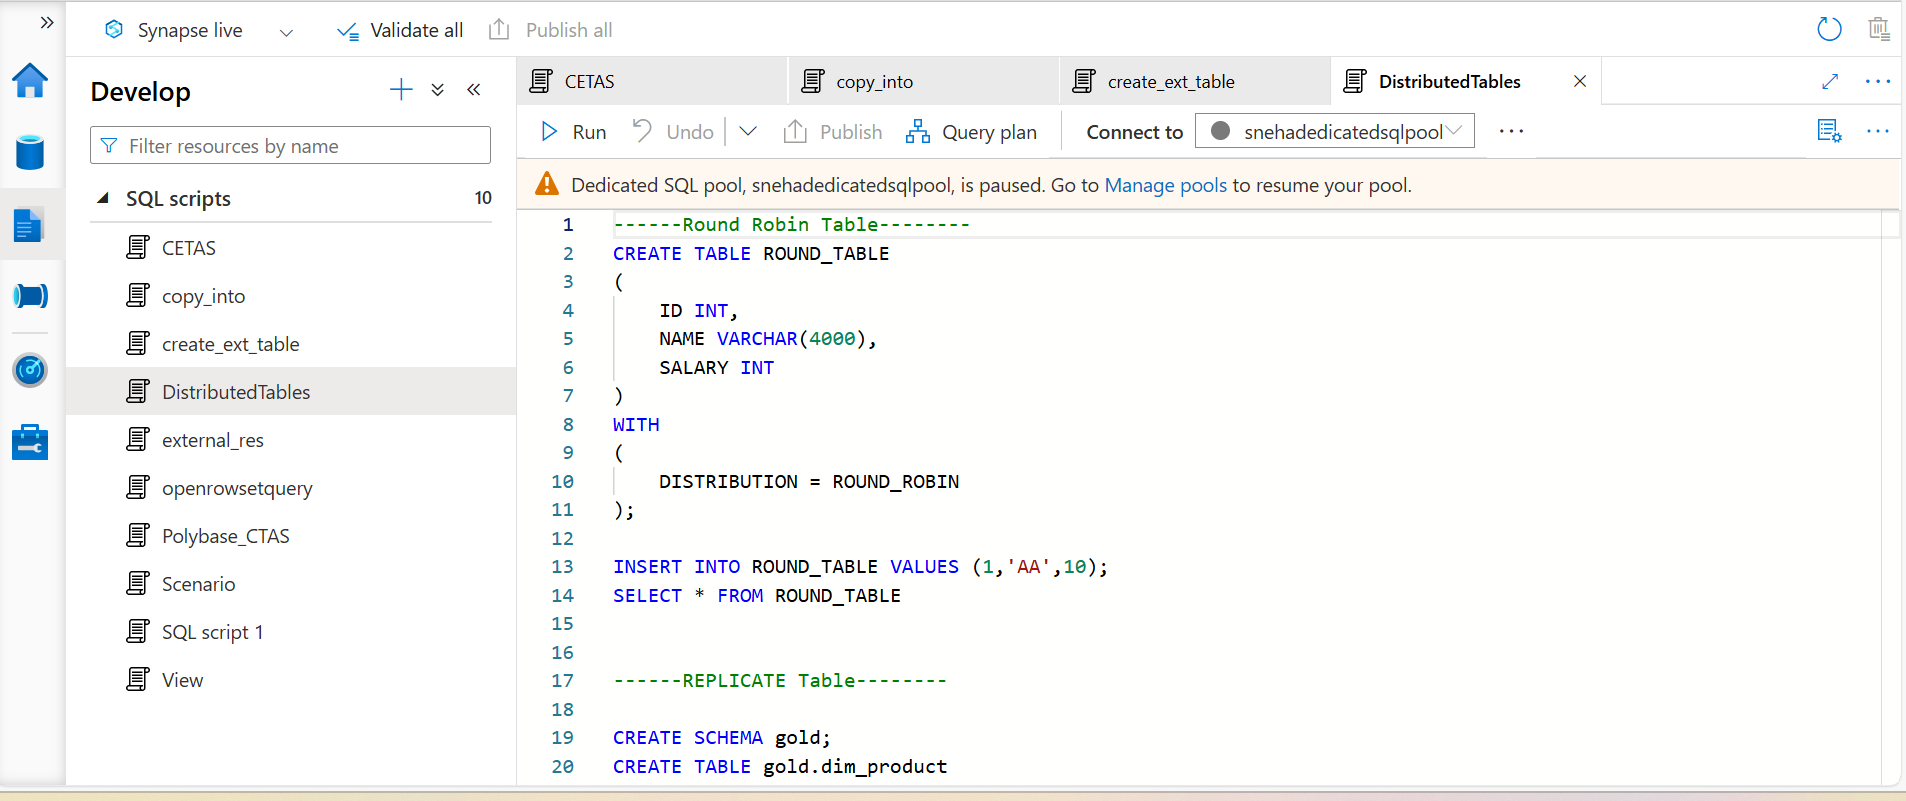 Synapse live
Validate all
Publish all
Develop
Filter resources by name
SQL scripts 10
CETAS
copy_into
create_ext_table
DistributedTables
external_res
openrowsetquery
Polybase_CTAS
Scenario
SQL script 1
View
CETAS
copy_into
create_ext_table
DistributedTables
Run
Undo
Publish
Query plan
Connect to
snehadedicatedsqlpool
Dedicated SQL pool, snehadedicatedsqlpool, is paused. Go to Manage pools to resume your pool.
1 ------Round Robin Table--------
2 CREATE TABLE ROUND_TABLE
3 (
4 ID INT,
5 NAME VARCHAR(4000),
6 SALARY INT
7 )
8 WITH
9 (
10 DISTRIBUTION = ROUND_ROBIN
11 );
12
13 INSERT INTO ROUND_TABLE VALUES (1,'AA',10);
14 SELECT * FROM ROUND_TABLE
15
16
17 ------REPLICATE Table--------
18
19 CREATE SCHEMA gold;
20 CREATE TABLE gold.dim_product